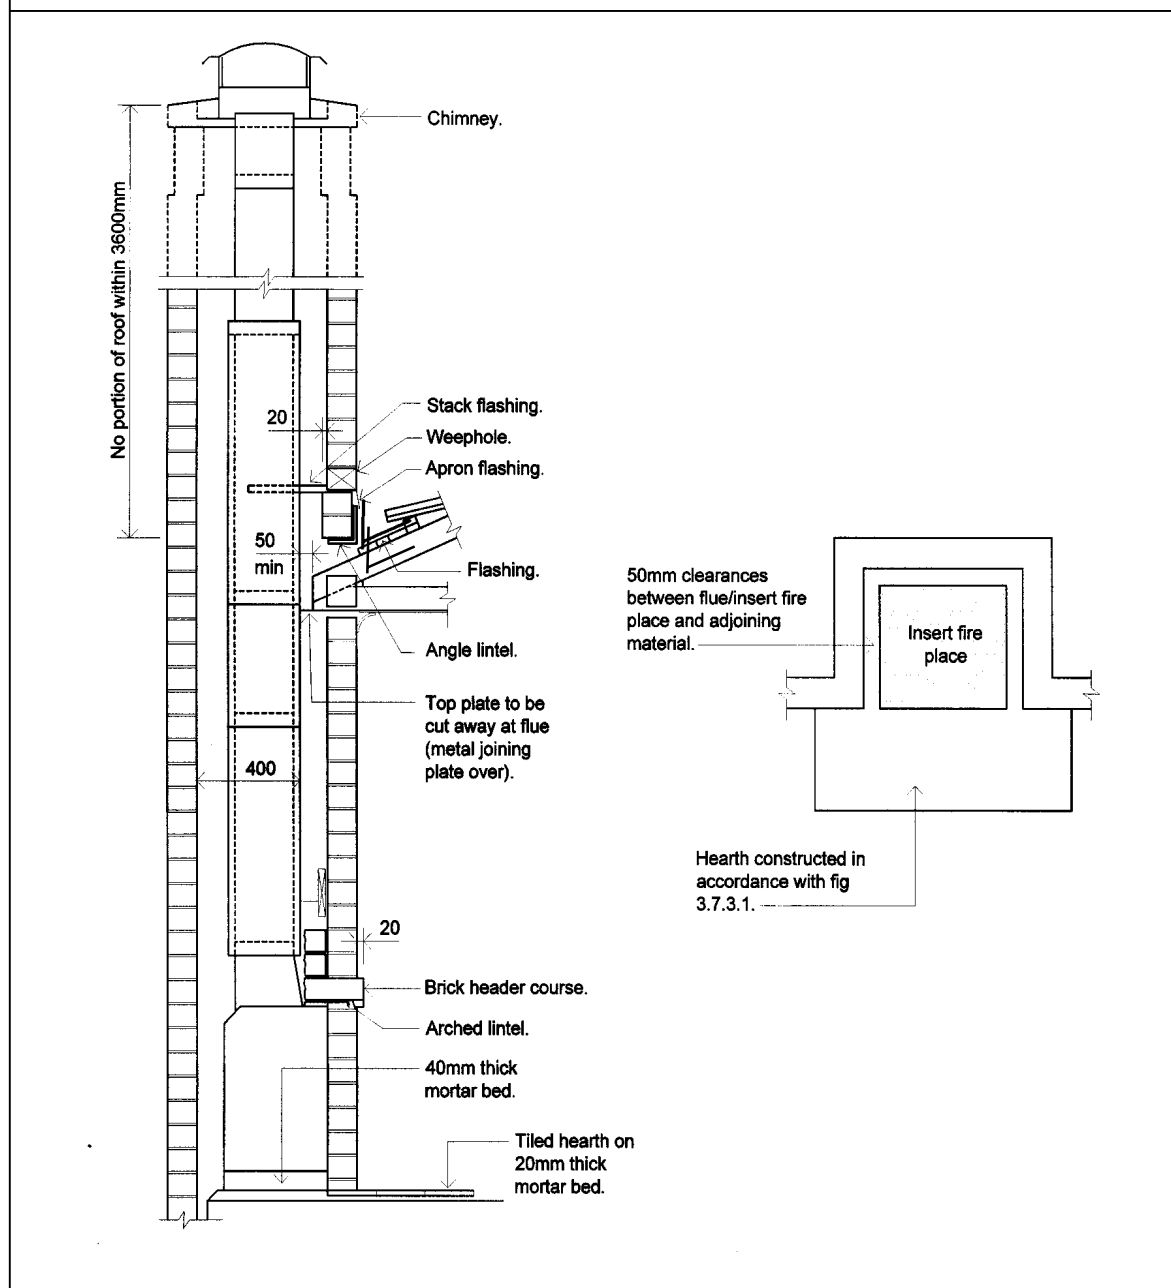 Chimney.
No portion of roof within 3600mm
Stack flashing.
20
Weephole.
Apron flashing.
50
min
Flashing.
Angle lintel.
Top plate to be
cut away at flue
(metal joining
plate over).
400
20
Brick header course.
Arched lintel.
40mm thick
mortar bed.
Tiled hearth on
20mm thick
mortar bed.
50mm clearances
between flue/insert fire
place and adjoining
material.
Insert fire
place
Hearth constructed in
accordance with fig
3.7.3.1.